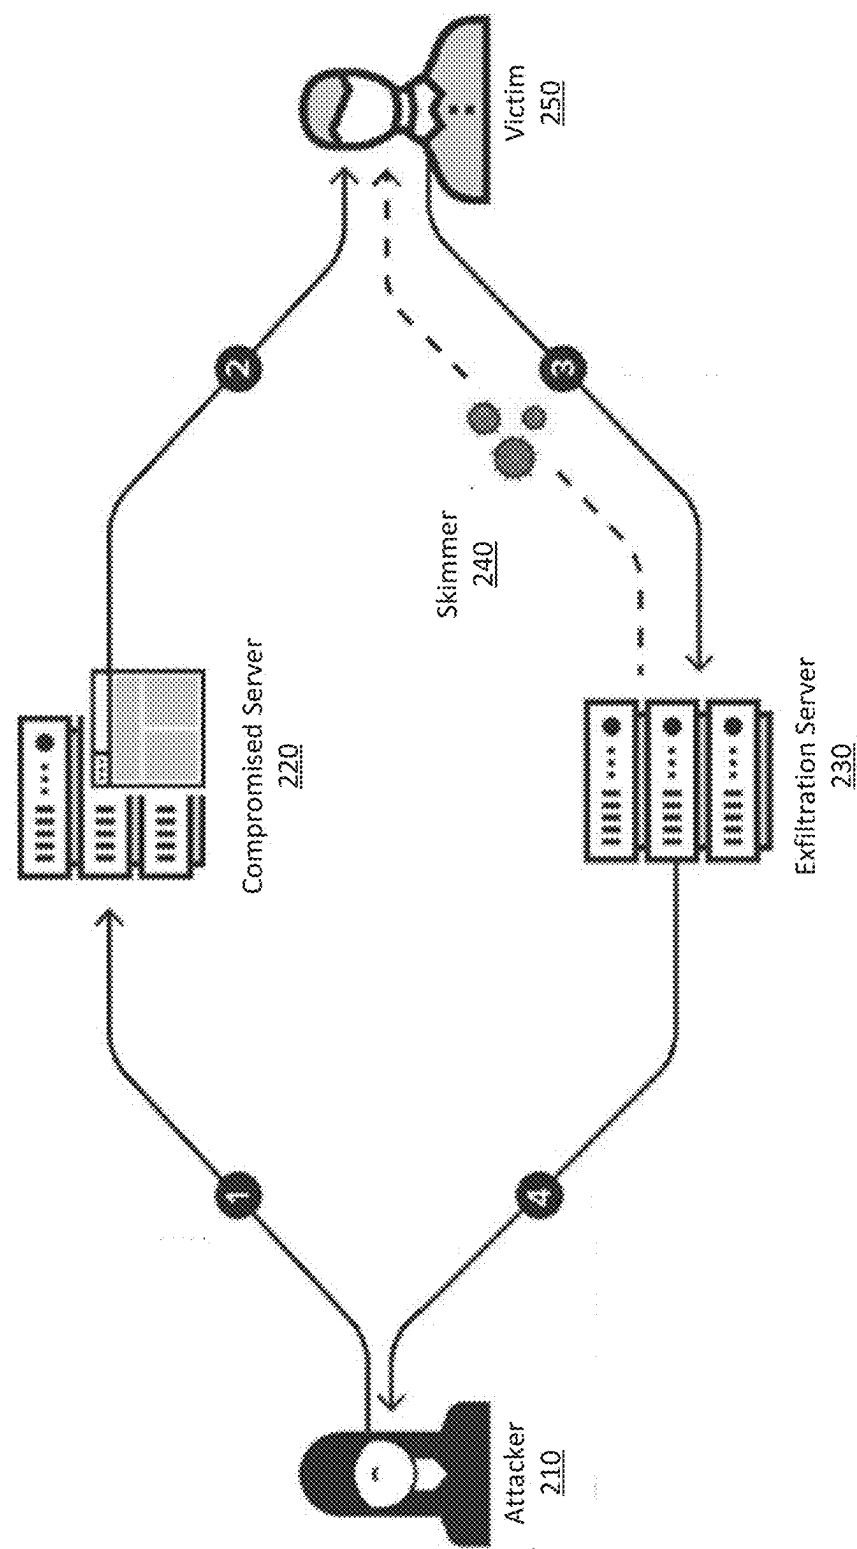 Attacker
210
1
Compromised Server
220
2
Victim
250
Skimmer
240
3
Exfiltration Server
230
4